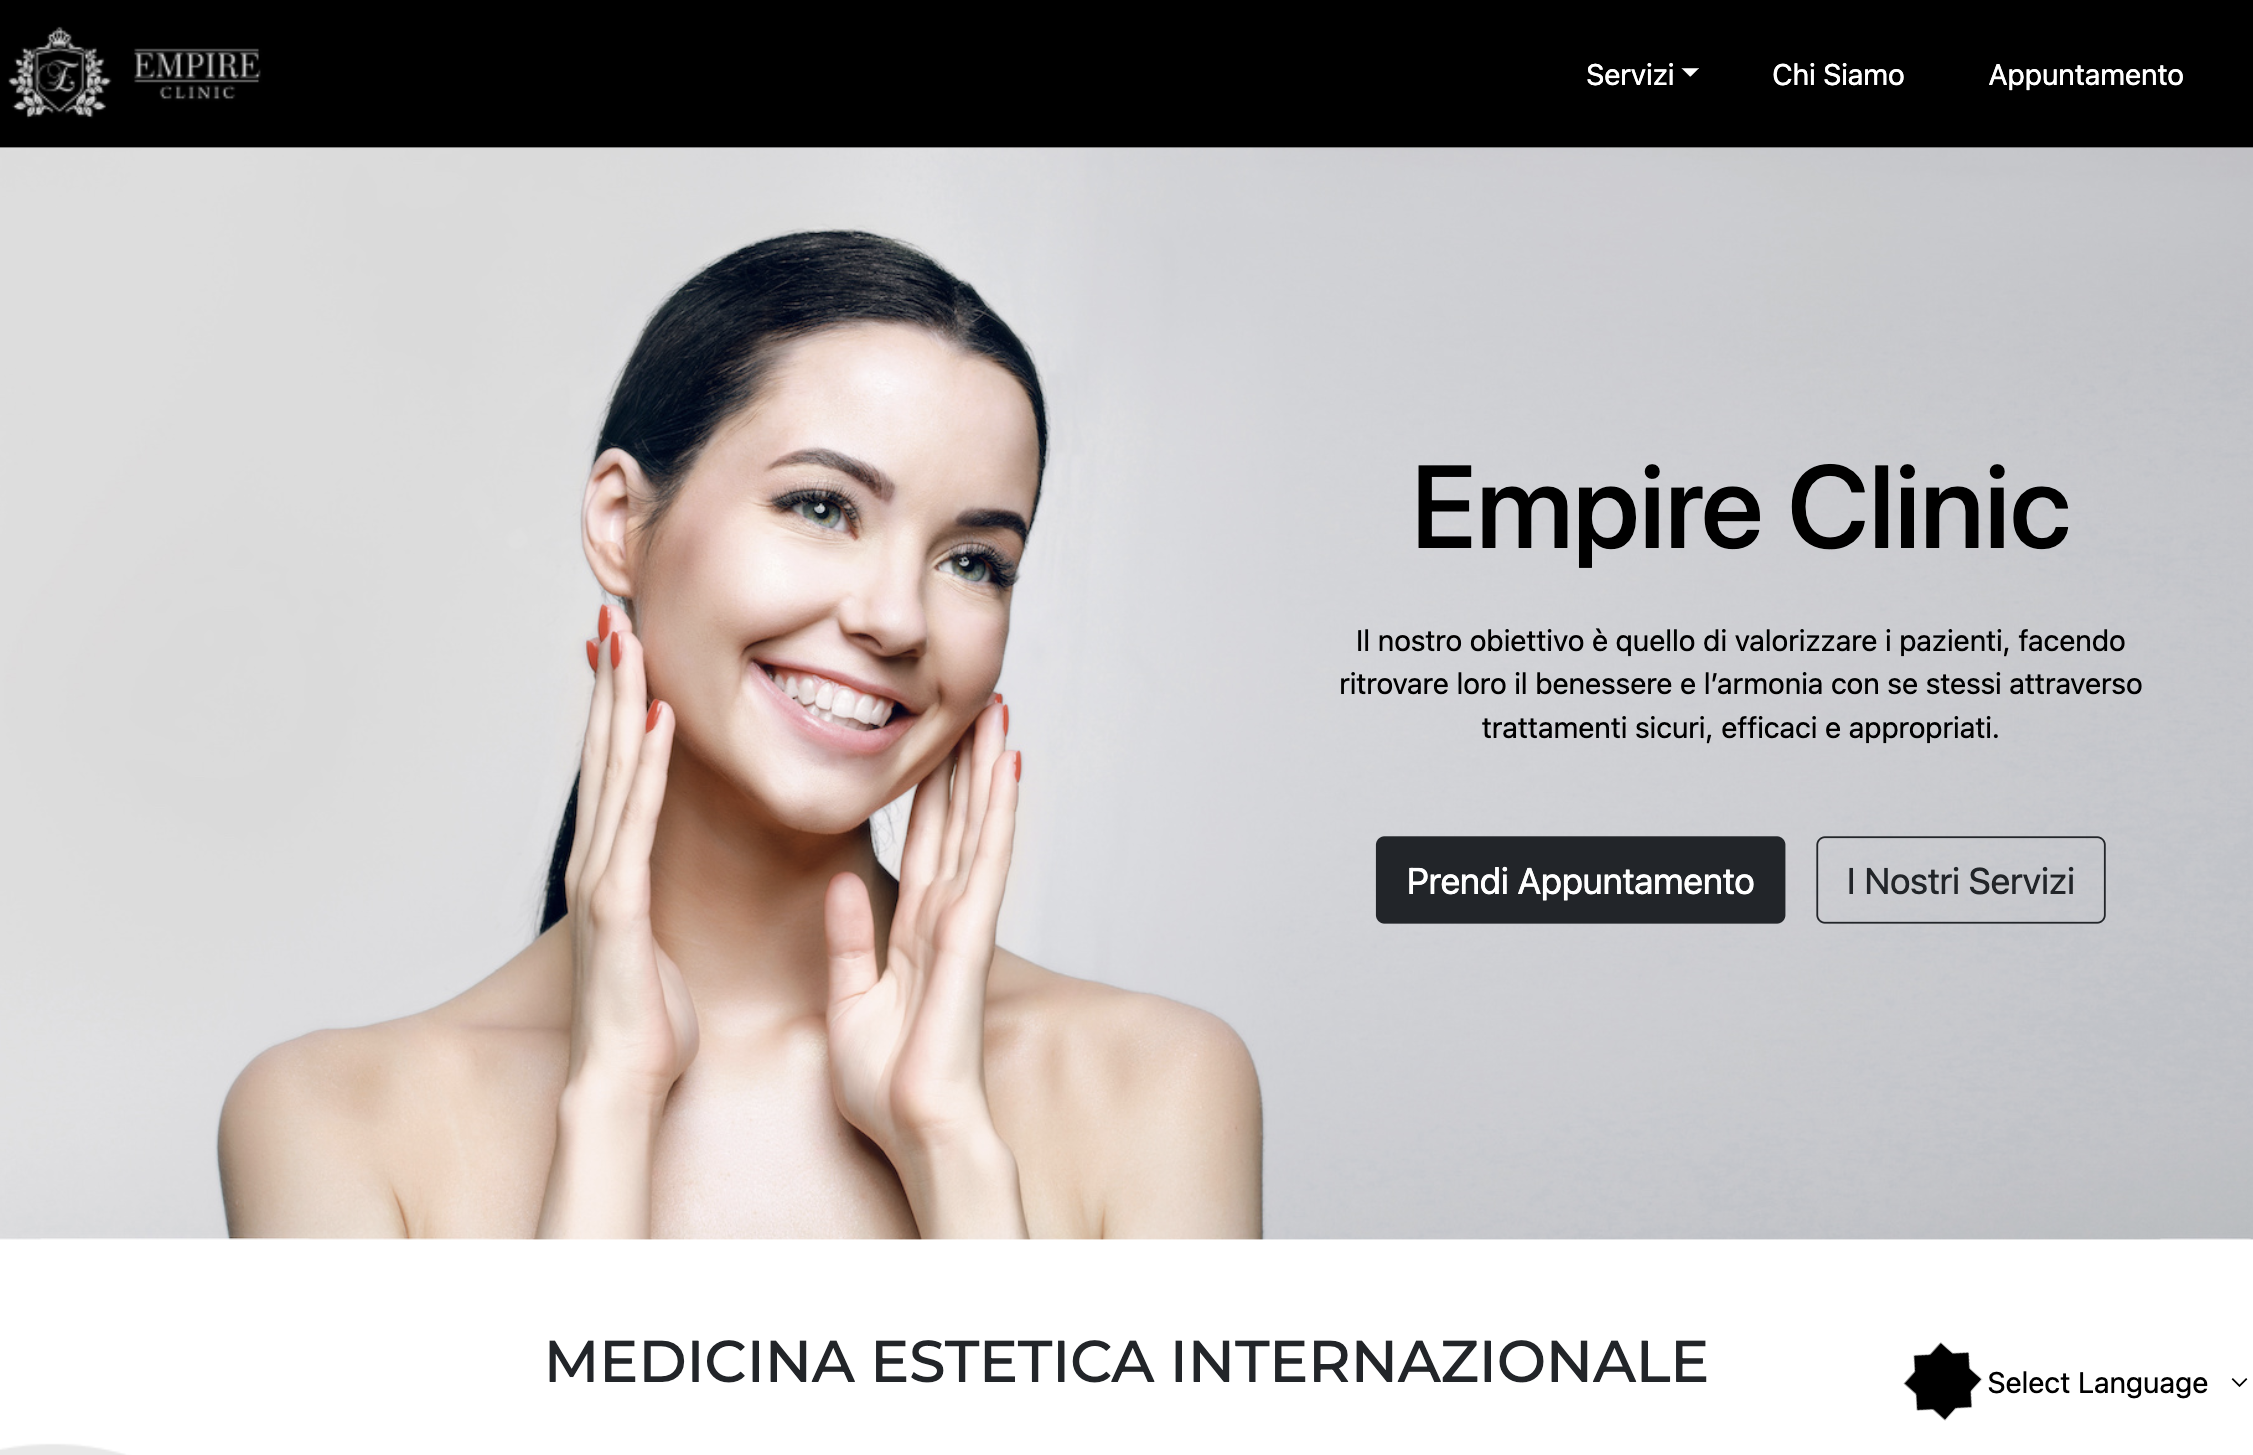 EMPIRE
CLINIC
Servizi
Chi Siamo
Appuntamento
Empire Clinic
Il nostro obiettivo è quello di valorizzare i pazienti, facendo
ritrovare loro il benessere e l’armonia con se stessi attraverso
trattamenti sicuri, efficaci e appropriati.
Prendi Appuntamento
I Nostri Servizi
MEDICINA ESTETICA INTERNAZIONALE
Select Language